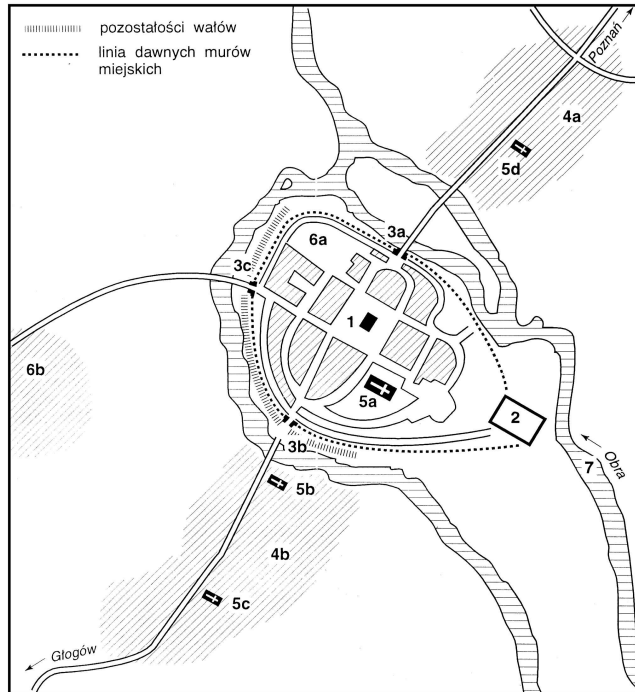 pozostałości wałów
linia dawnych murów
miejskich
Poznań
4a
5d
3a
6a
3c
1
6b
5a
2
3b
Obra
7
5b
4b
5c
Głogów